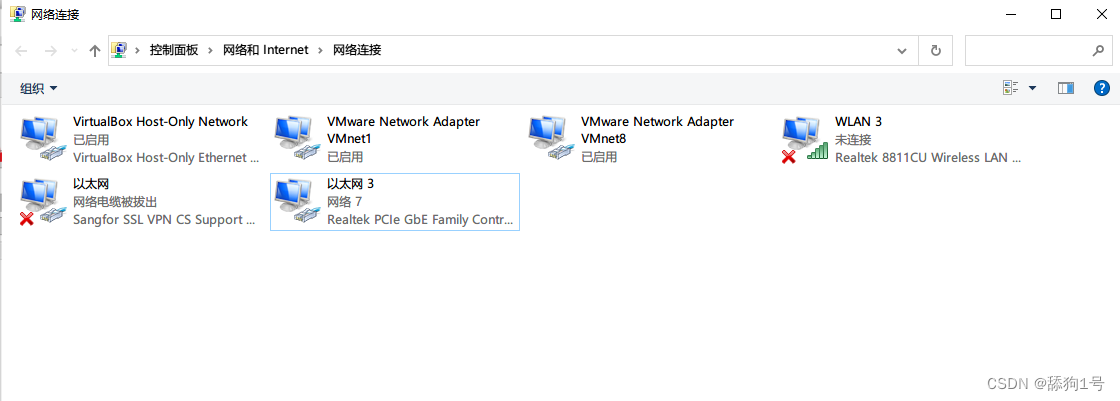 网络连接
控制面板 › 网络和 Internet › 网络连接
组织
VirtualBox Host-Only Network
已启用
VirtualBox Host-Only Ethernet ...
VMware Network Adapter
VMnet1
已启用
VMware Network Adapter
VMnet8
已启用
WLAN 3
未连接
Realtek 8811CU Wireless LAN ...
以太网
网络电缆被拔出
Sangfor SSL VPN CS Support ...
以太网 3
网络 7
Realtek PCIe GbE Family Contr...
CSDN @舔狗1号